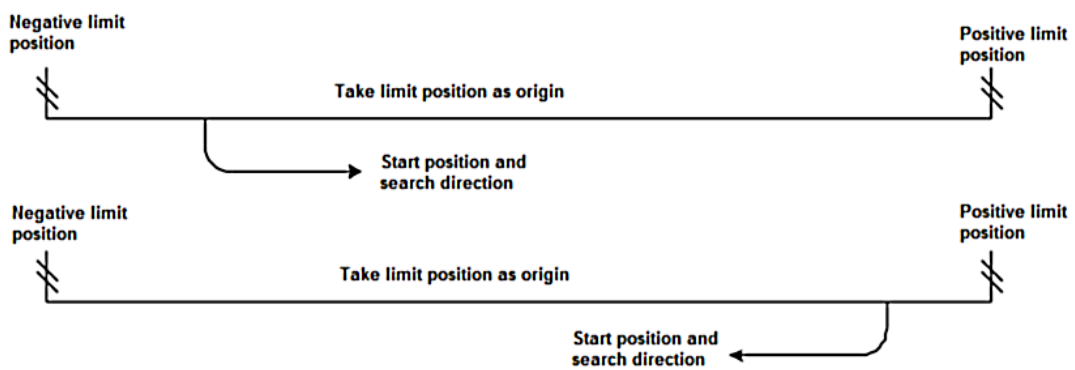 Negative limit
position
Positive limit
position
Take limit position as origin
Start position and
search direction
Negative limit
position
Positive limit
position
Take limit position as origin
Start position and
search direction